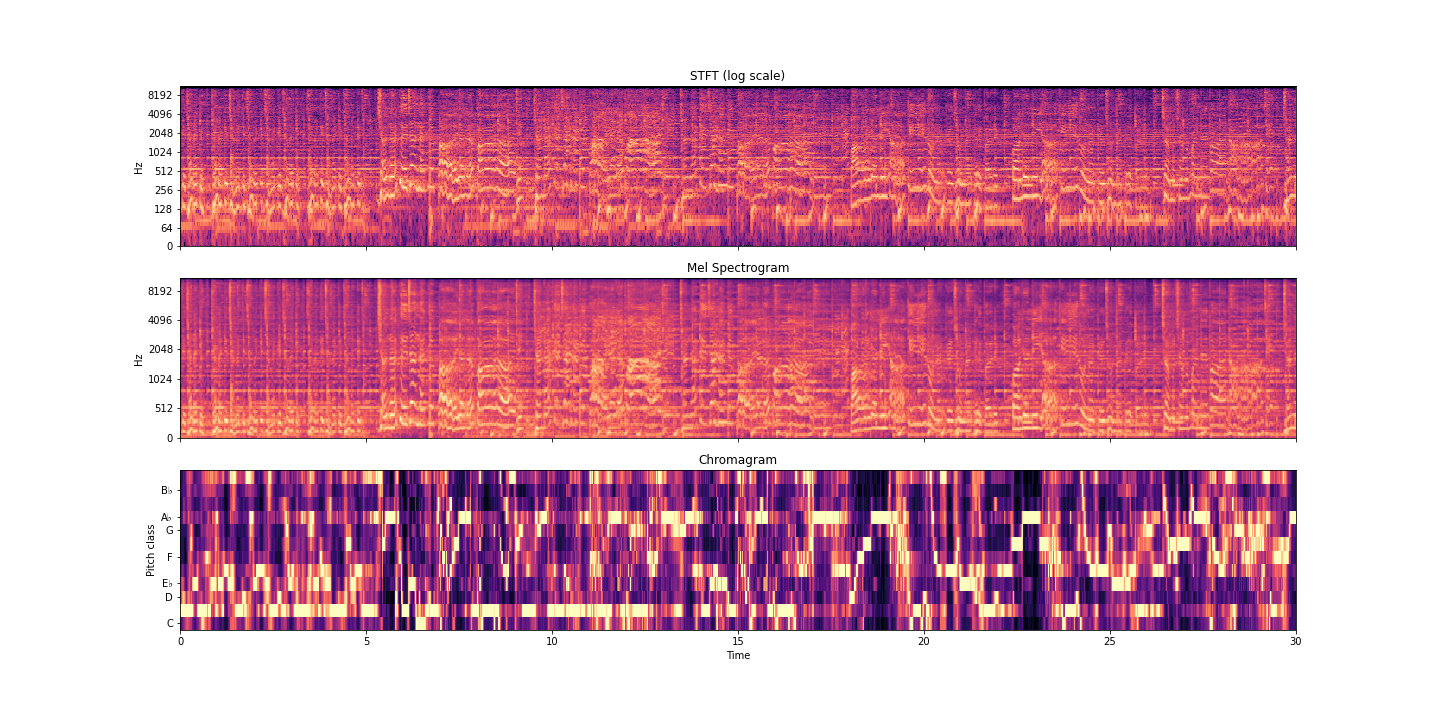 STFT (log scale)
8192
4096
2048
1024
512
256
128
64
0
Hz
Mel Spectrogram
8192
4096
2048
1024
512
0
Hz
Chromagram
B♭
A♭
G
F
E♭
D
C
Pitch class
0 5 10 15 20 25 30
Time